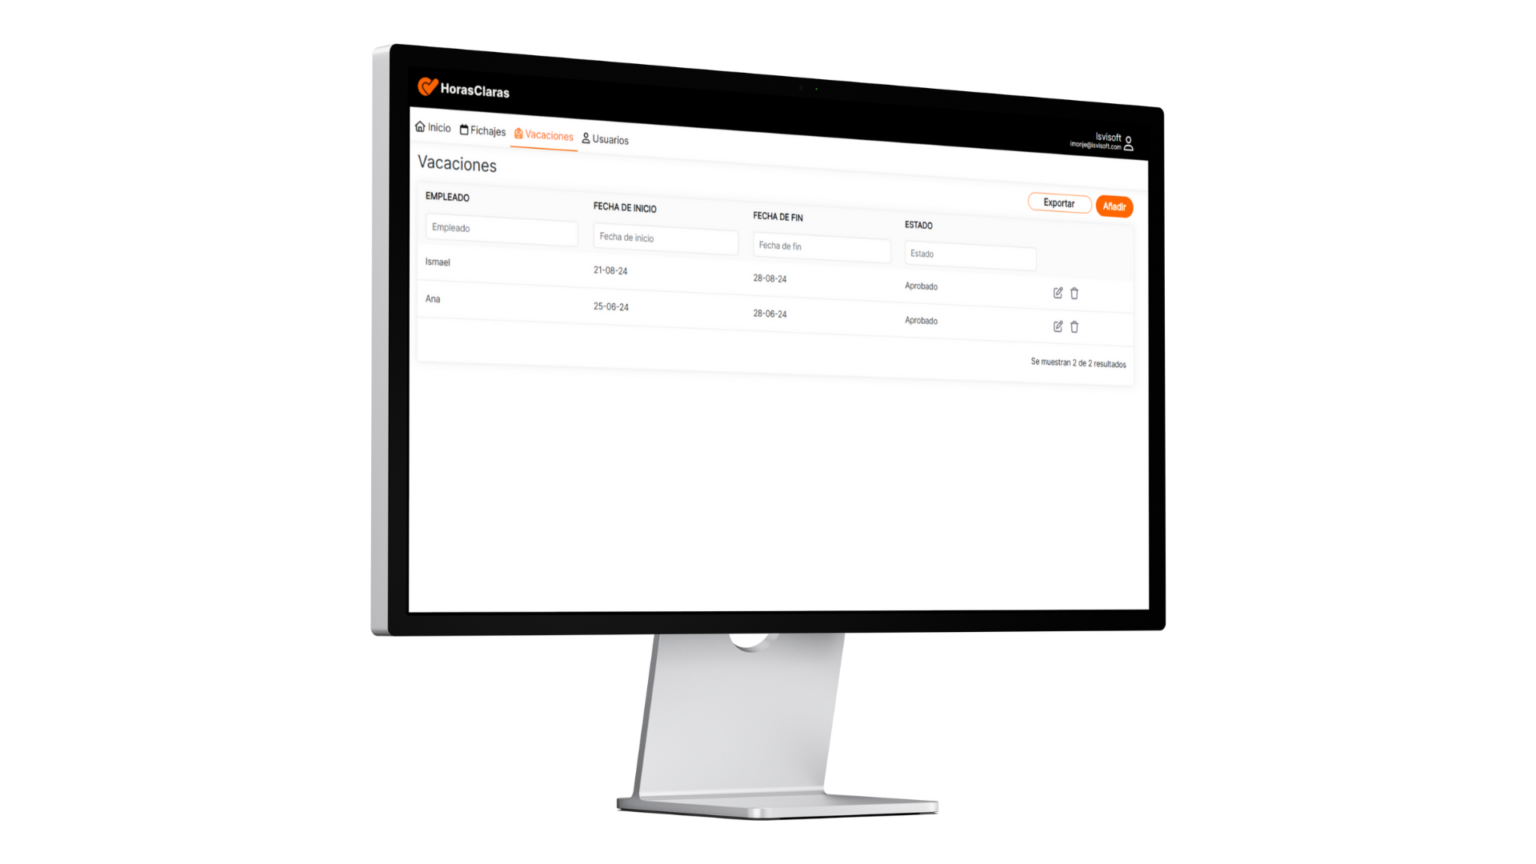 HorasClaras
Isvisoft
imonje@isvisoft.com
Inicio Fichajes Vacaciones Usuarios
Vacaciones
Exportar Añadir
EMPLEADO FECHA DE INICIO FECHA DE FIN ESTADO
Empleado Fecha de inicio Fecha de fin Estado
Ismael 21-08-24 28-08-24 Aprobado
Ana 25-06-24 28-06-24 Aprobado
Se muestran 2 de 2 resultados